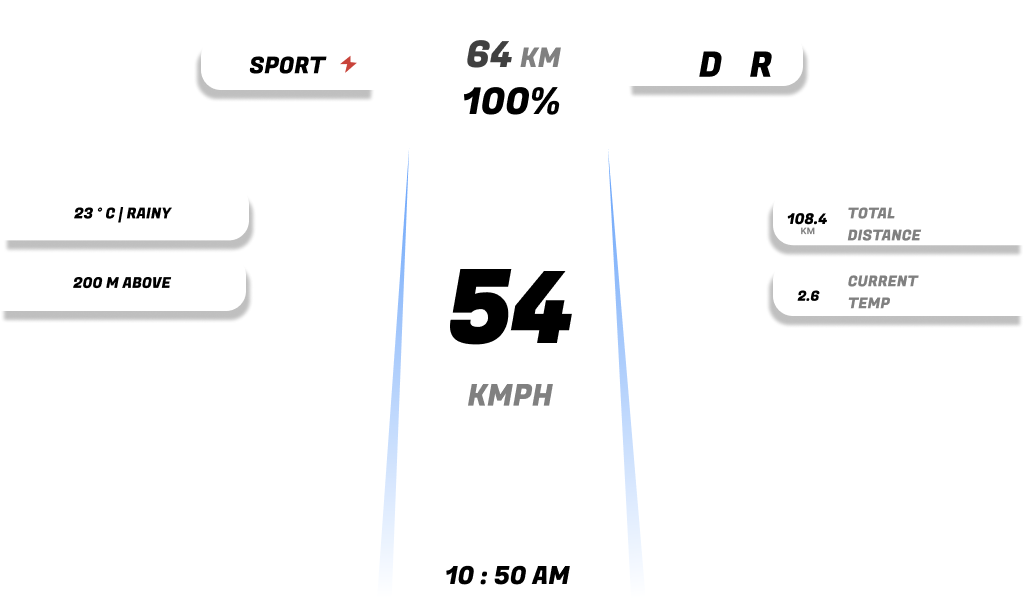 SPORT
64 KM
100%
D R
23 ° C | RAINY
200 M ABOVE
108.4
KM
TOTAL
DISTANCE
2.6
CURRENT
TEMP
54
KMPH
10 : 50 AM